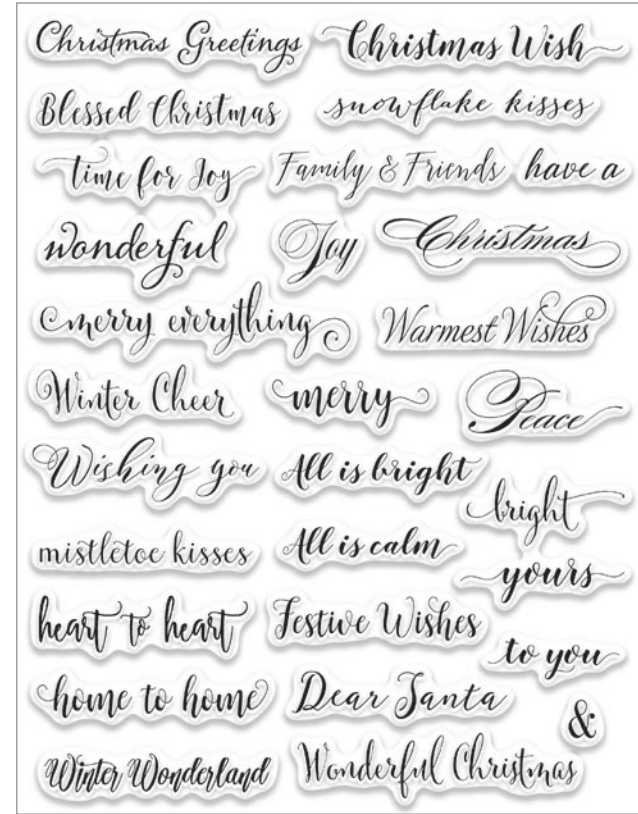 Christmas Greetings
Christmas Wish
Blessed Christmas
snowflake kisses
time for Joy
Family & Friends
have a
wonderful
Joy
Christmas
merry everything
Warmest Wishes
Winter Cheer
merry
Peace
Wishing you
All is bright
bright
mistletoe kisses
All is calm
yours
heart to heart
Festive Wishes
to you
home to home
Dear Santa
&
Winter Wonderland
Wonderful Christmas